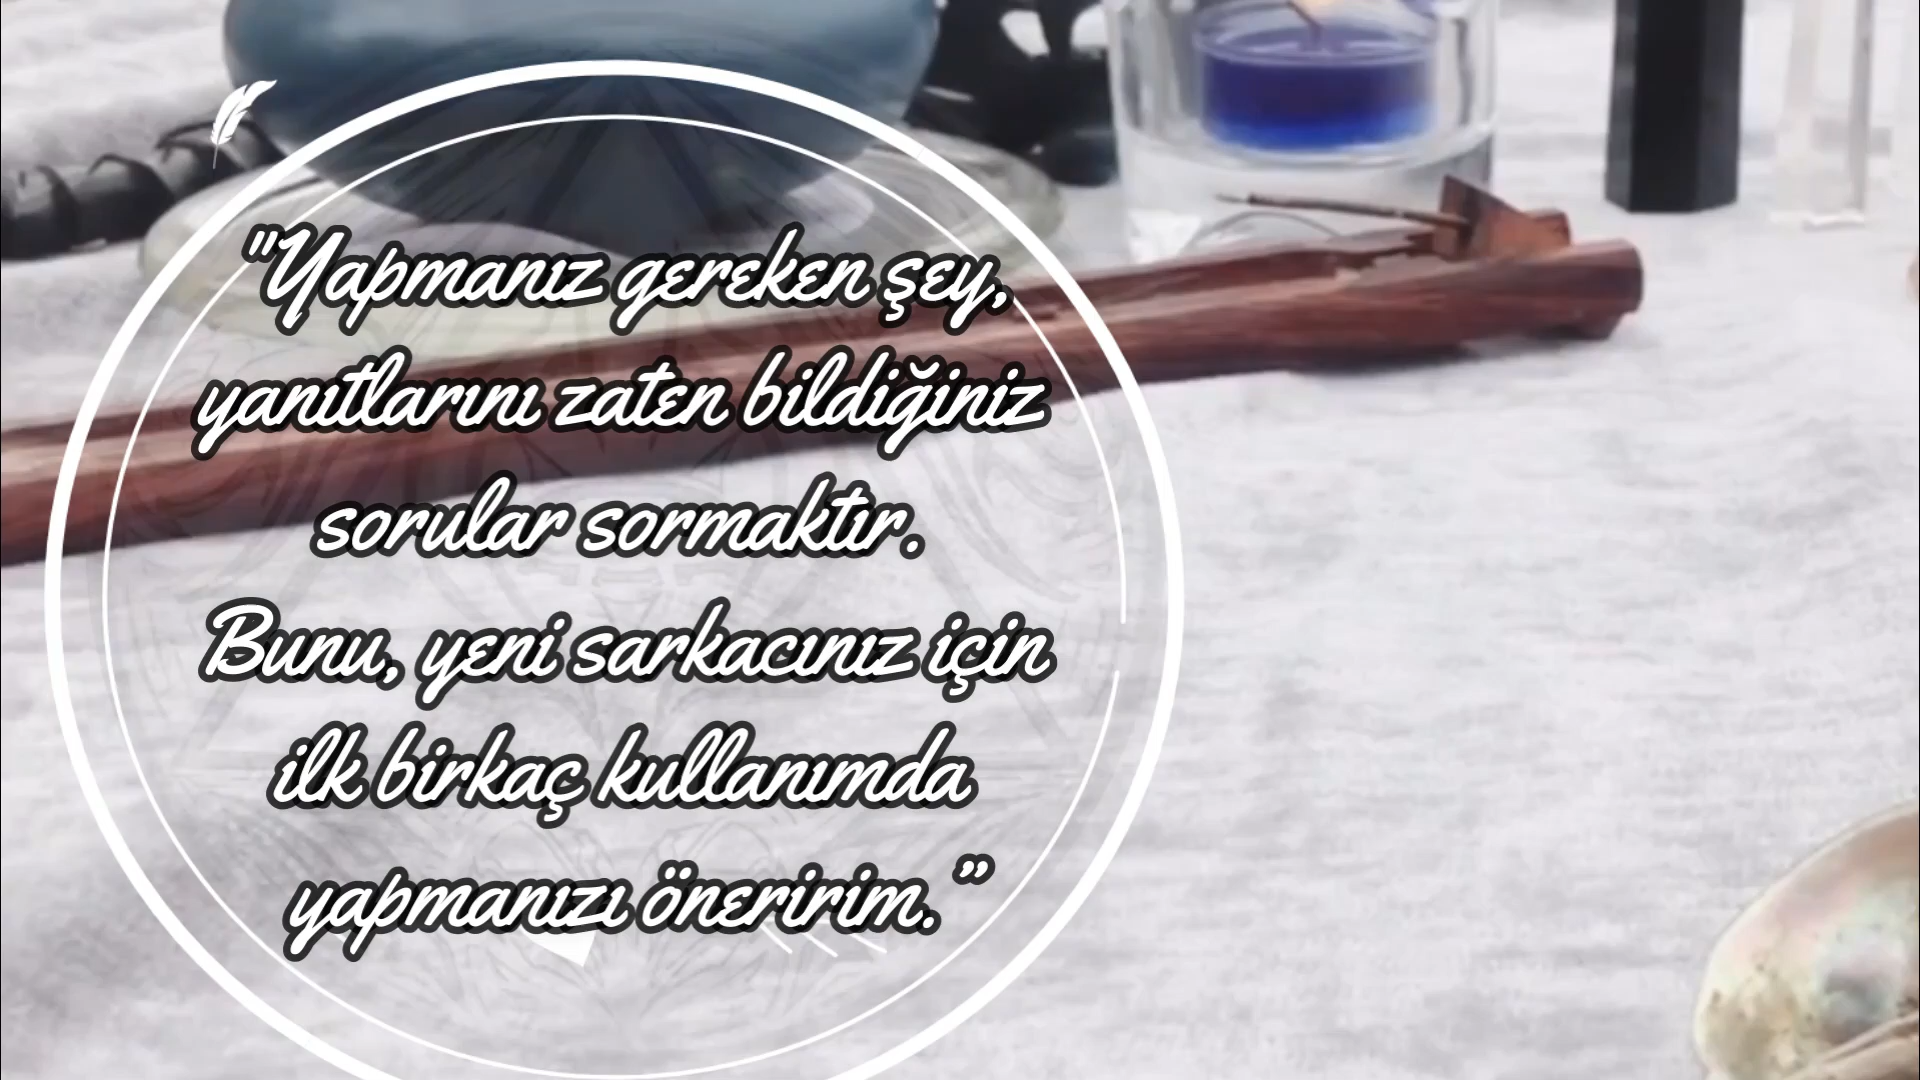 "Yapmanız gereken şey,
yanıtlarını zaten bildiğiniz
sorular sormaktır.
Bunu, yeni sarkacınız için
ilk birkaç kullanımda
yapmanızı öneririm.”